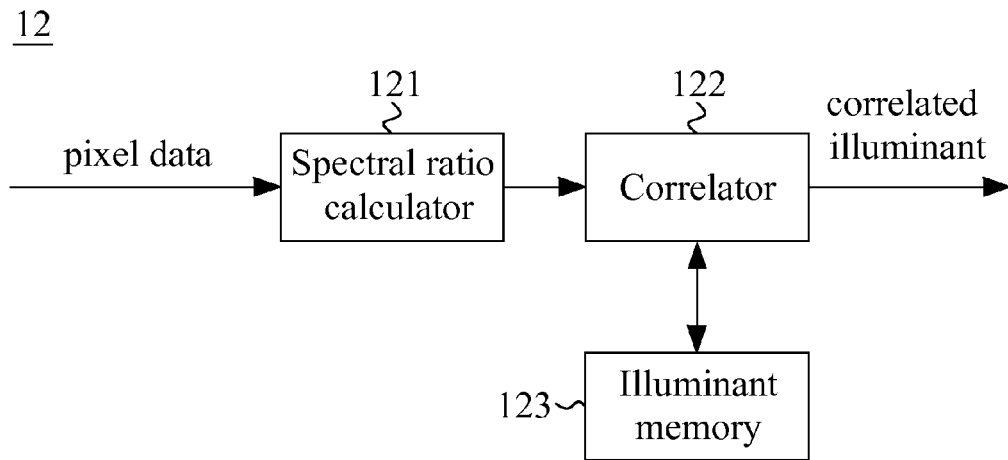 12
121
122
correlated
illuminant
pixel data
Spectral ratio
calculator
Correlator
123
Illuminant
memory